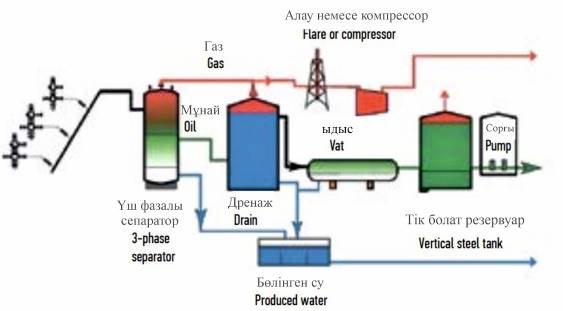 Алау немесе компрессор
Flare or compressor
Газ
Gas
Мұнай
Oil
ыдыс
Vat
Сорғы
Pump
Үш фазалы
сепаратор
3-phase
separator
Дренаж
Drain
Тік болат резервуар
Vertical steel tank
Бөлінген су
Produced water